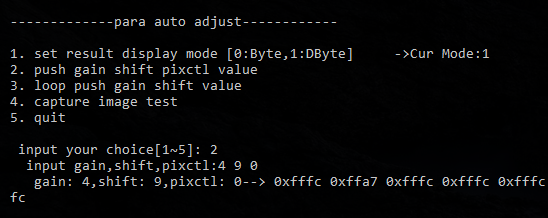 -------------para auto adjust------------
1. set result display mode [0:Byte,1:DByte]     ->Cur Mode:1
2. push gain shift pixctl value
3. loop push gain shift value
4. capture image test
5. quit
input your choice[1~5]: 2
input gain,shift,pixctl:4 9 0
gain: 4,shift: 9,pixctl: 0--> 0xfffc 0xffa7 0xfffc 0xfffc 0xfffc
fc